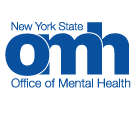 New York State
omh
Office of Mental Health